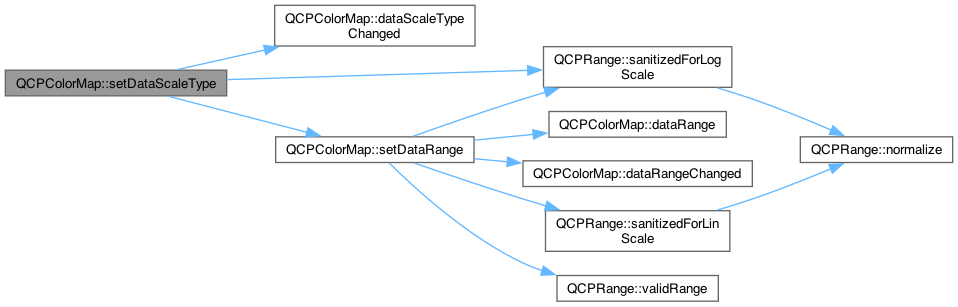 QCPColorMap::setDataScaleType
QCPColorMap::dataScaleType
Changed
QCPColorMap::setDataRange
QCPRange::sanitizedForLog
Scale
QCPColorMap::dataRange
QCPColorMap::dataRangeChanged
QCPRange::sanitizedForLin
Scale
QCPRange::validRange
QCPRange::normalize